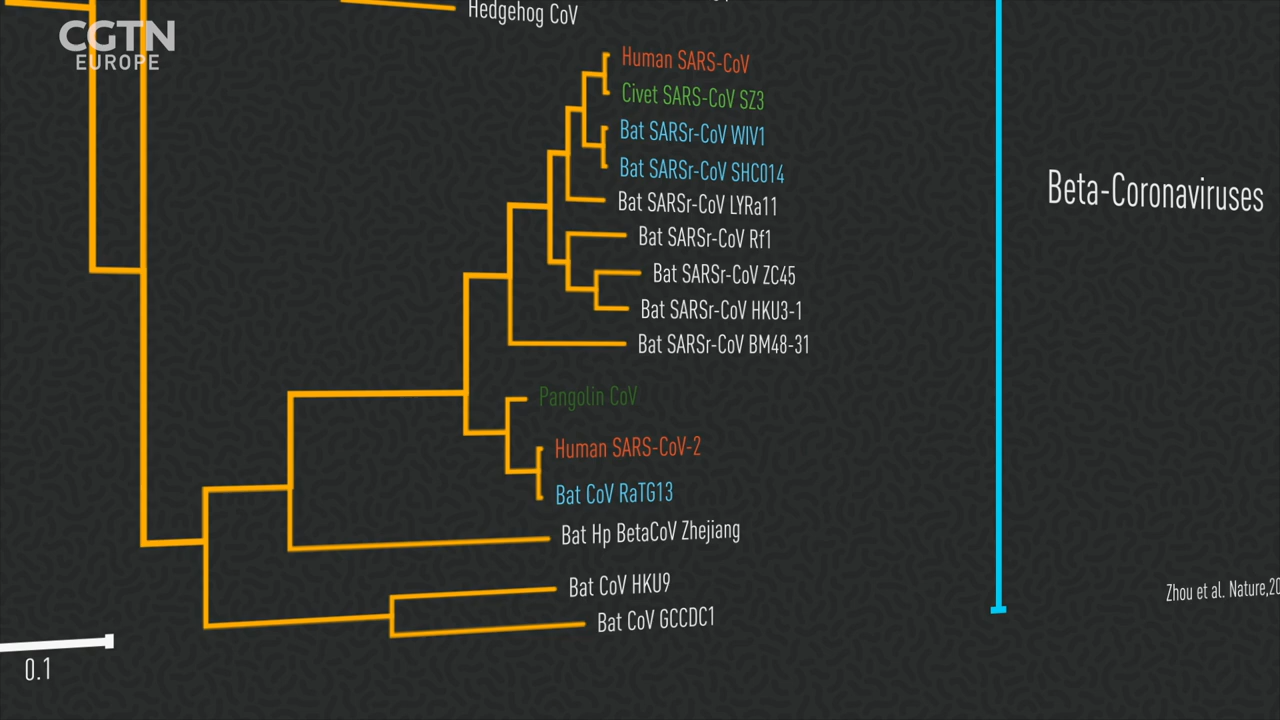 Hedgehog CoV
CGTN
EUROPE
Human SARS-CoV
Civet SARS-CoV SZ3
Bat SARSr-CoV WIV1
Bat SARSr-CoV SHC014
Bat SARSr-CoV LYRa11
Bat SARSr-CoV Rf1
Bat SARSr-CoV ZC45
Bat SARSr-CoV HKU3-1
Bat SARSr-CoV BM48-31
Beta-Coronaviruses
Pangolin CoV
Human SARS-CoV-2
Bat CoV RaTG13
Bat Hp BetaCoV Zhejiang
Bat CoV HKU9
Bat CoV GCCDC1
Zhou et al. Nature,20
0.1